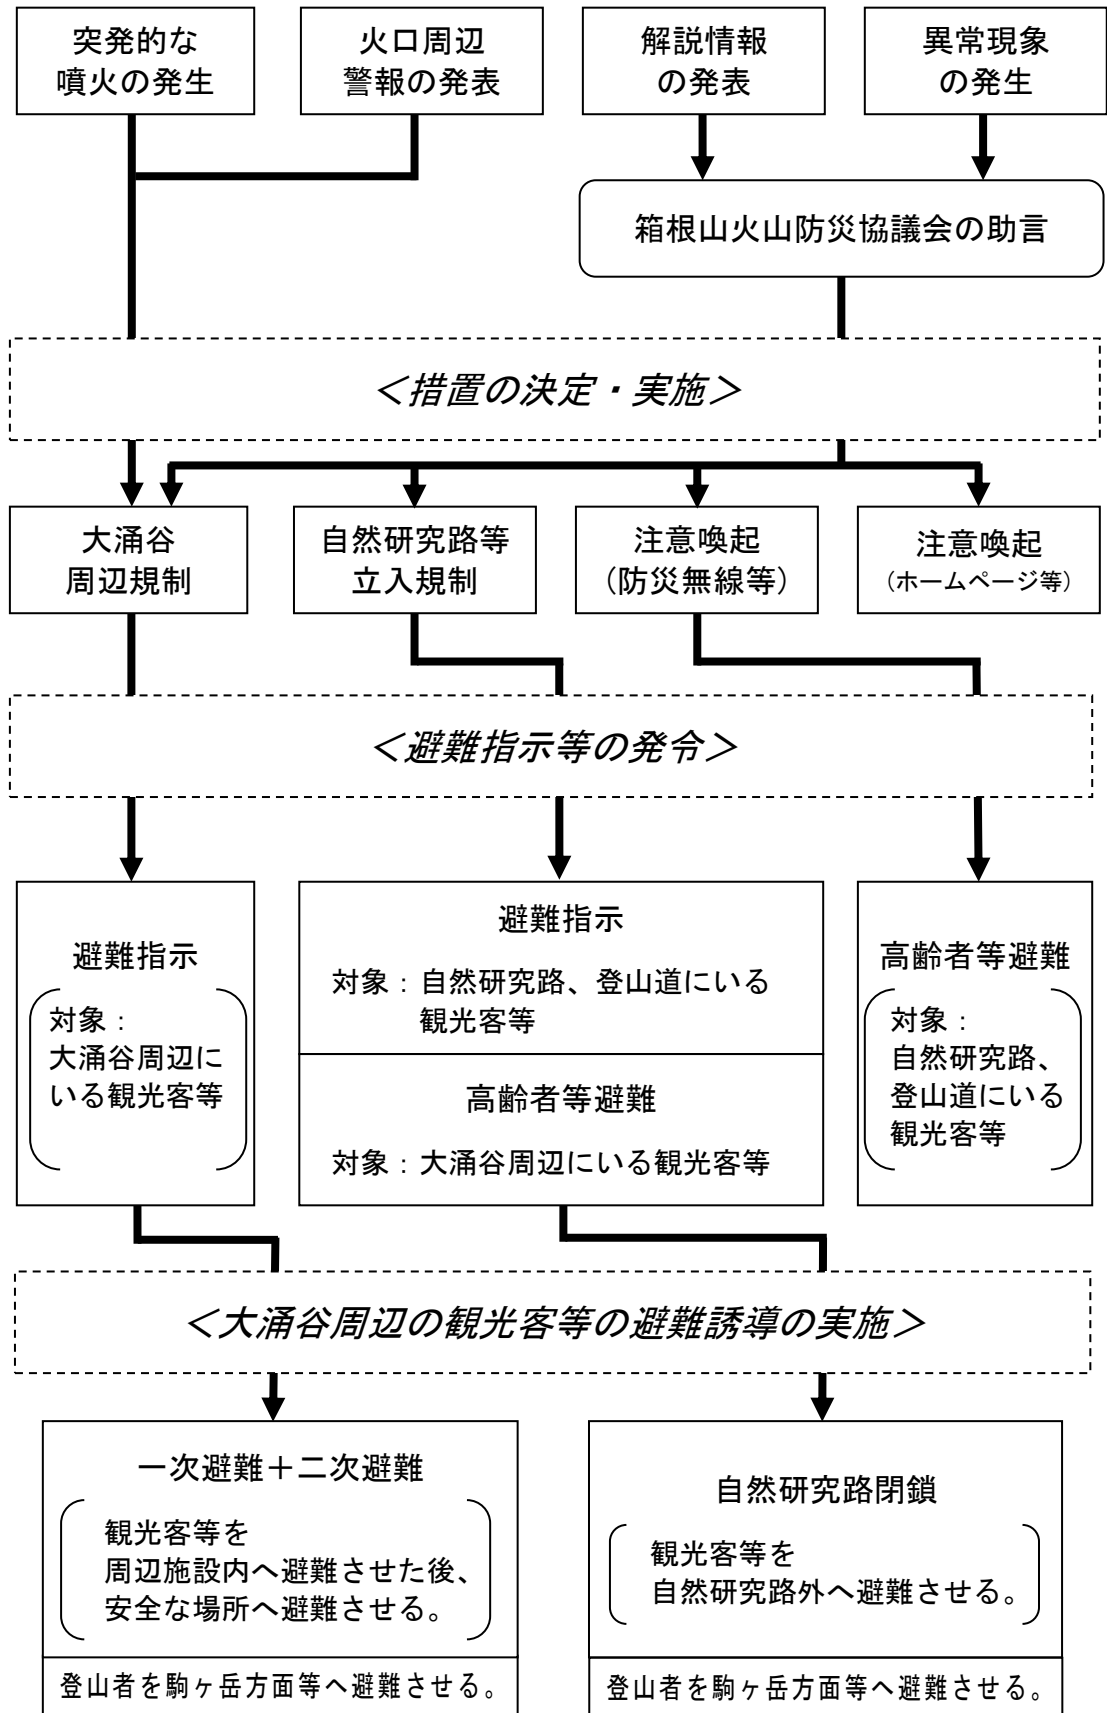 突発的な
噴火の発生
火口周辺
警報の発表
解説情報
の発表
異常現象
の発生
箱根山火山防災協議会の助言
＜措置の決定・実施＞
大涌谷
周辺規制
自然研究路等
立入規制
注意喚起
（防災無線等）
注意喚起
（ホームページ等）
＜避難指示等の発令＞
避難指示
対象：
大涌谷周辺に
いる観光客等
避難指示
対象：自然研究路、登山道にいる
観光客等
高齢者等避難
対象：大涌谷周辺にいる観光客等
高齢者等避難
対象：
自然研究路、
登山道にいる
観光客等
＜大涌谷周辺の観光客等の避難誘導の実施＞
一次避難＋二次避難
観光客等を
周辺施設内へ避難させた後、
安全な場所へ避難させる。
登山者を駒ヶ岳方面等へ避難させる。
自然研究路閉鎖
観光客等を
自然研究路外へ避難させる。
登山者を駒ヶ岳方面等へ避難させる。